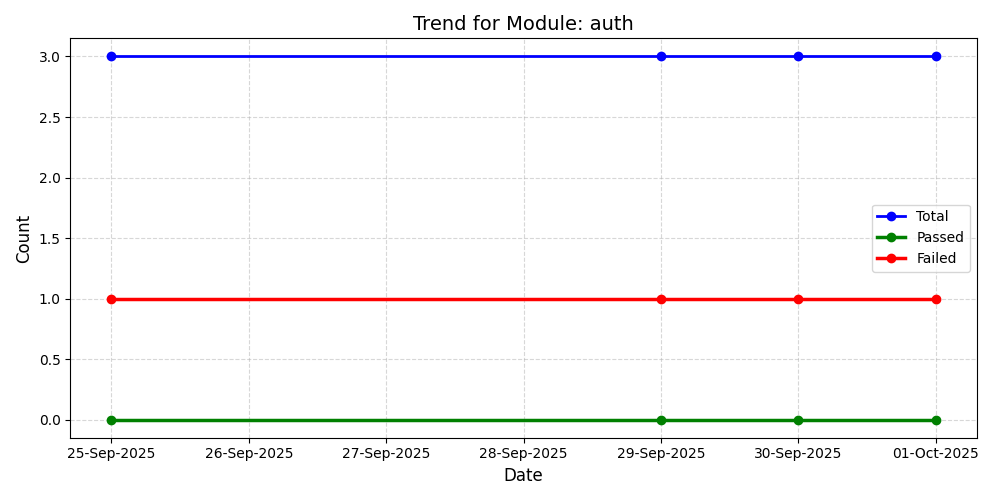 Trend for Module: auth
Count
3.0
2.5
2.0
1.5
1.0
0.5
0.0
Total
Passed
Failed
25-Sep-2025 26-Sep-2025 27-Sep-2025 28-Sep-2025 29-Sep-2025 30-Sep-2025 01-Oct-2025
Date